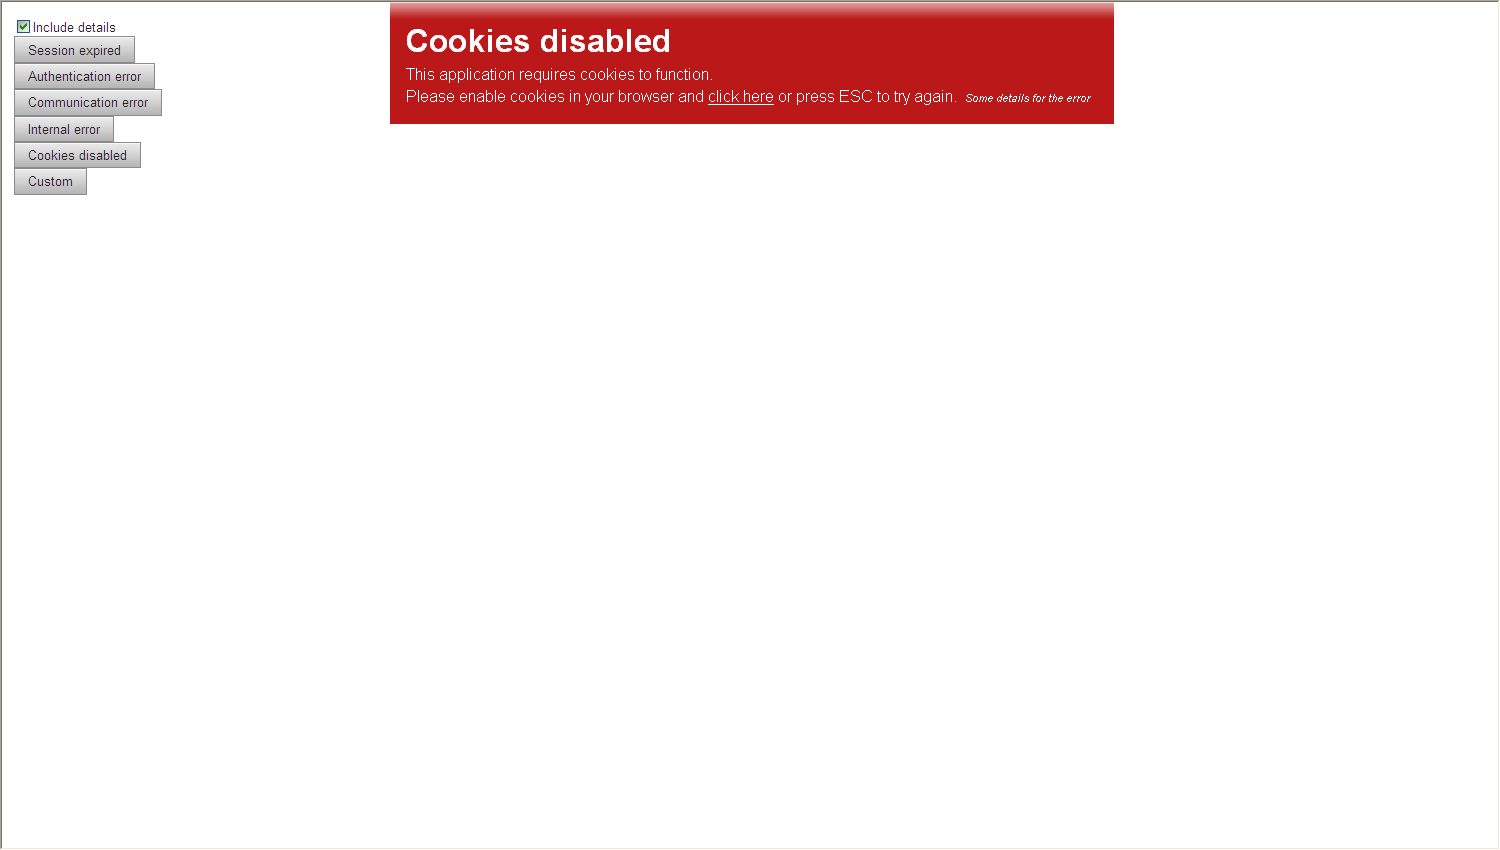 Include details
Session expired
Authentication error
Communication error
Internal error
Cookies disabled
Custom
Cookies disabled
This application requires cookies to function.
Please enable cookies in your browser and click here or press ESC to try again. Some details for the error